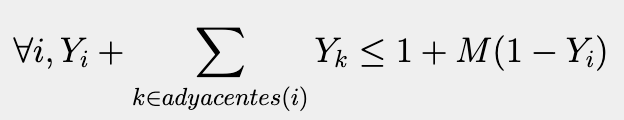 ∀i, Y_i + ∑_{k∈adyacentes(i)} Y_k ≤ 1 + M(1 − Y_i)